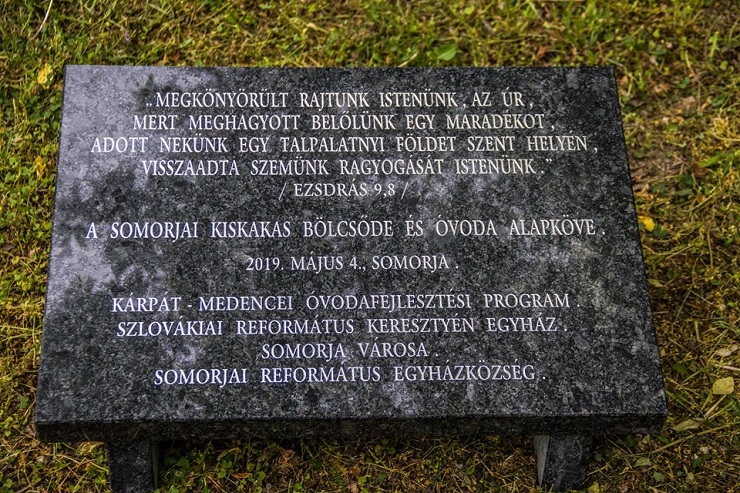 „MEGKÖNYÖRÜLT RAJTUNK ISTENÜNK, AZ ÚR,
MERT MEGHAGYOTT BELŐLÜNK EGY MARADÉKOT,
ADOTT NEKÜNK EGY TALPALATNYI FÖLDET SZENT HELYÉN,
VISSZAADTA SZEMÜNK RAGYOGÁSÁT ISTENÜNK.”
/ EZSDRÁS 9,8 /
A SOMORJAI KISKAKAS BÖLCSŐDE ÉS ÓVODA ALAPKÖVE.
2019. MÁJUS 4., SOMORJA.
KÁRPÁT - MEDENCEI ÓVODAFEJLESZTÉSI PROGRAM.
SZLOVÁKIAI REFORMÁTUS KERESZTYÉN EGYHÁZ.
SOMORJA VÁROSA.
SOMORJAI REFORMÁTUS EGYHÁZKÖZSÉG.